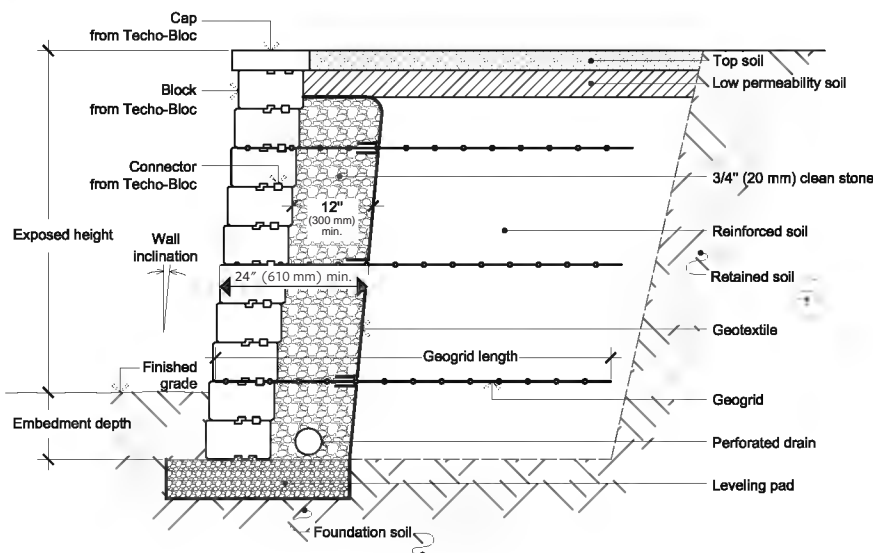 Cap
from Techo-Bloc
Top soil
Low permeability soil
Block
from Techo-Bloc
Connector
from Techo-Bloc
3/4" (20 mm) clean stone
12"
(300 mm)
min.
Exposed height
Wall
inclination
Reinforced soil
24" (610 mm) min.
Retained soil
Geotextile
Geogrid length
Finished
grade
Geogrid
Embedment depth
Perforated drain
Leveling pad
Foundation soil